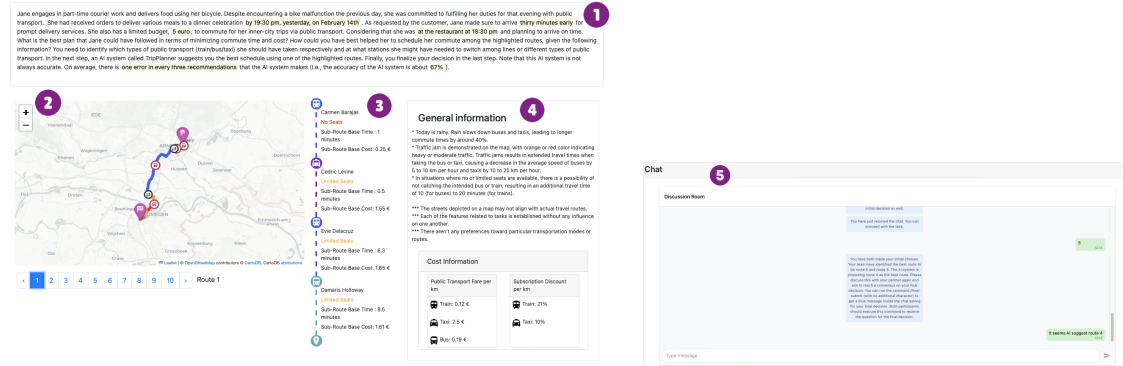 Jane engages in part-time courier work and delivers food using her bicycle. Despite encountering a bike malfunction the previous day, she was committed to fulfilling her duties for that evening with public
transport.. She had received orders to deliver various meals to a dinner celebration by 19:30 pm, yesterday, on February 14th . As requested by the customer, Jane made sure to arrive thirty minutes early for
prompt delivery services. She also has a limited budget, 5 euro, to commute for her inner-city trips via public transport. Considering that she was at the restaurant at 18:30 pm and planning to arrive on time.
What is the best plan that Jane could have followed in terms of minimizing commute time and cost? How could you have best helped her to schedule her commute among the highlighted routes, given the following
information? You need to identify which types of public transport (train/bus/taxi) she should have taken respectively and at what stations she might have needed to switch among lines or different types of public
transport. In the next step, an AI system called TripPlanner suggests you the best schedule using one of the highlighted routes. Finally, you finalize your decision in the last step. Note that this AI system is not
always accurate. On average, there is one error in every three recommendations that the AI system makes (i.e., the accuracy of the AI system is about 67% ).
1
2
+
−
EDE
Wageningen
Duiven
Doetinchem
Huissen
Druten
Wijchen
Groesbeek
Kranenburg
Kleve
Emmerich am
Rhein
Leaflet | © OpenStreetMap contributors © CartoDB, CartoDB attributions
‹ 1 2 3 4 5 6 7 8 9 10 › Route 1
3
Carmen Barajas
No Seats
Sub-Route Base Time : 1
minutes
Sub-Route Base Cost: 0.25 €
Cedric Levine
Limited Seats
Sub-Route Base Time : 0.5
minutes
Sub-Route Base Cost: 1.55 €
Evie Delacruz
Limited Seats
Sub-Route Base Time : 8.3
minutes
Sub-Route Base Cost: 1.65 €
Damaris Holloway
Limited Seats
Sub-Route Base Time : 8.5
minutes
Sub-Route Base Cost: 1.61 €
4
General information
* Today is rainy. Rain slows down buses and taxis, leading to longer
commute times by around 40%.
* Traffic jam is demonstrated on the map, with orange or red color indicating
heavy or moderate traffic. Traffic jams results in extended travel times when
taking the bus or taxi, causing a decrease in the average speed of buses by
5 to 10 km per hour and taxis by 10 to 20 km per hour.
* In situations where no or limited seats are available, there is a possibility of
not catching the intended bus or train, resulting in an additional travel time
of 10 (for buses) to 20 minutes (for trains).
*** The streets depicted on a map may not align with actual travel routes.
*** Each of the features related to tasks is established without any influence
on one another.
*** There aren't any preferences toward particular transportation modes or
routes.
Cost Information
Public Transport Fare per
km
Train: 0.12 €
Taxi: 2.5 €
Bus: 0.19 €
Subscription Discount
per km
Train: 21%
Taxi: 10%
Chat
5
Discussion Room
initial decision as well.
You have just rejoined the chat. You can
proceed with the task.
5
You have both made your initial choices.
Your team have identified the best route to
be route 5 and route 5. The AI system is
proposing route 4 as the best route. Please
discuss this with your partner again and
aim to reach a consensus on your final
decision. You can run the command /final
submit (with no additional character) to
get a blue message inside the chat asking
for your final decision. Both participants
should execute this command to receive
the question for the final decision.
It seems AI suggest route 4
Type message